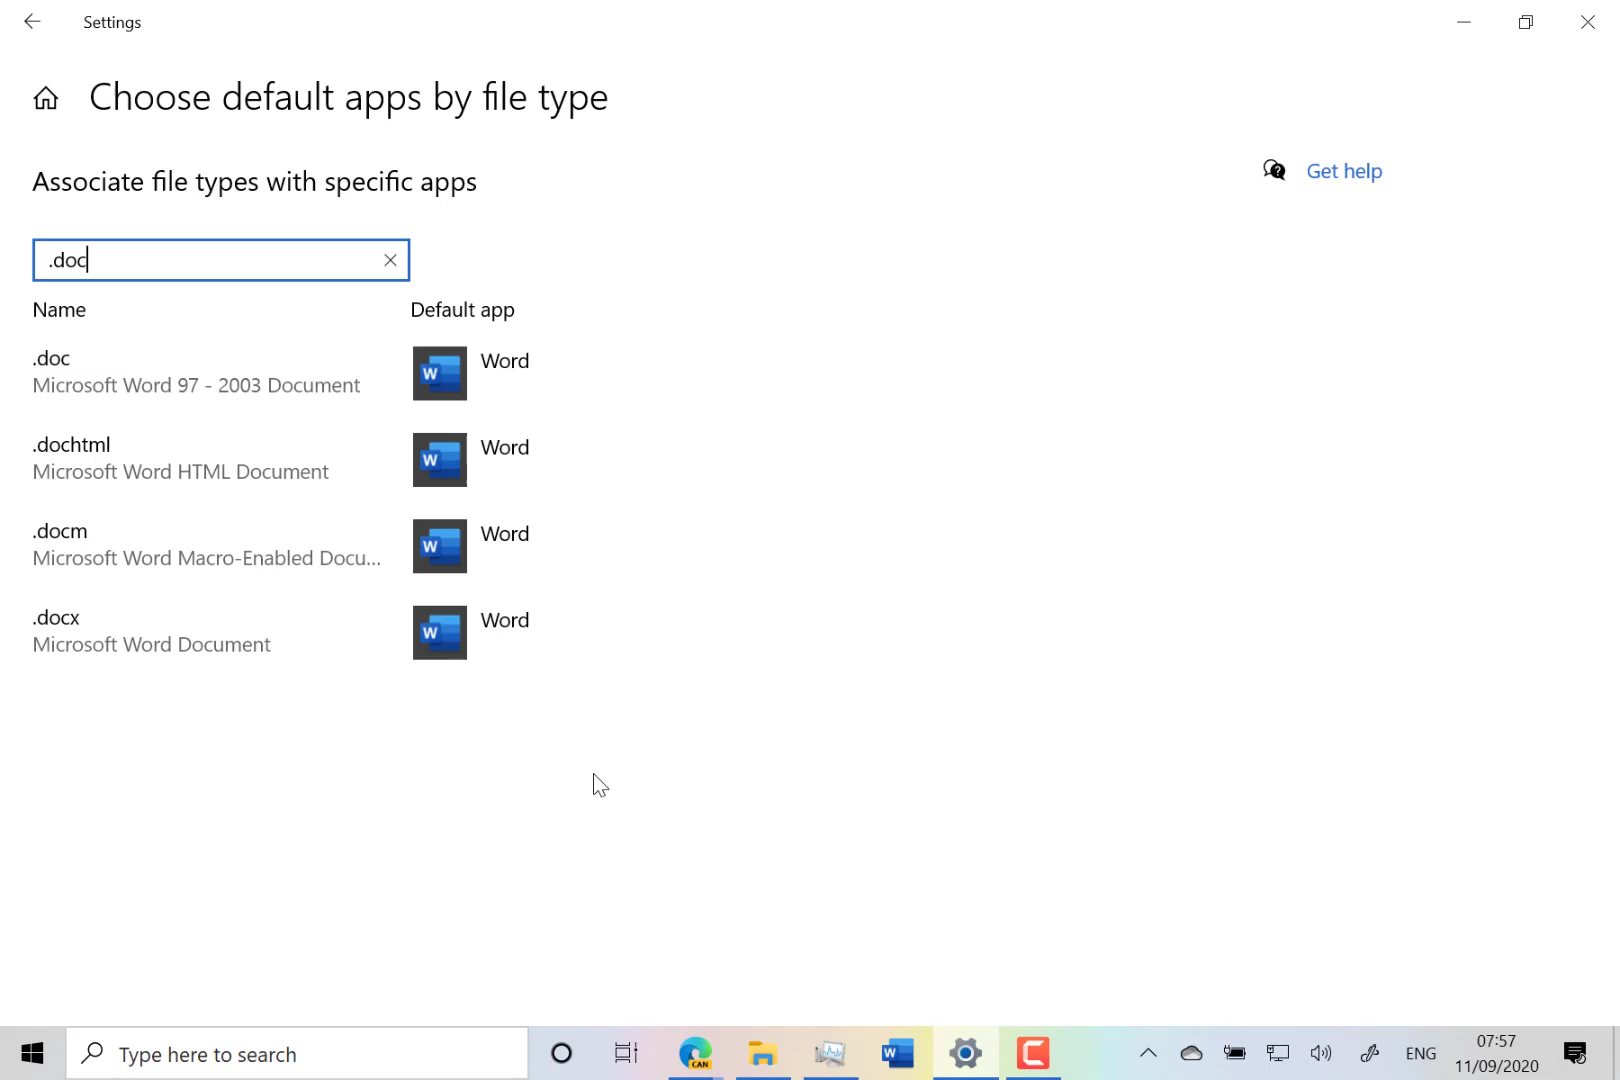 Settings
Choose default apps by file type
Associate file types with specific apps
Get help
.doc
Name Default app
.doc
Microsoft Word 97 - 2003 Document
W Word
.dochtml
Microsoft Word HTML Document
W Word
.docm
Microsoft Word Macro-Enabled Docu...
W Word
.docx
Microsoft Word Document
W Word
Type here to search
CAN
W
ENG
07:57
11/09/2020